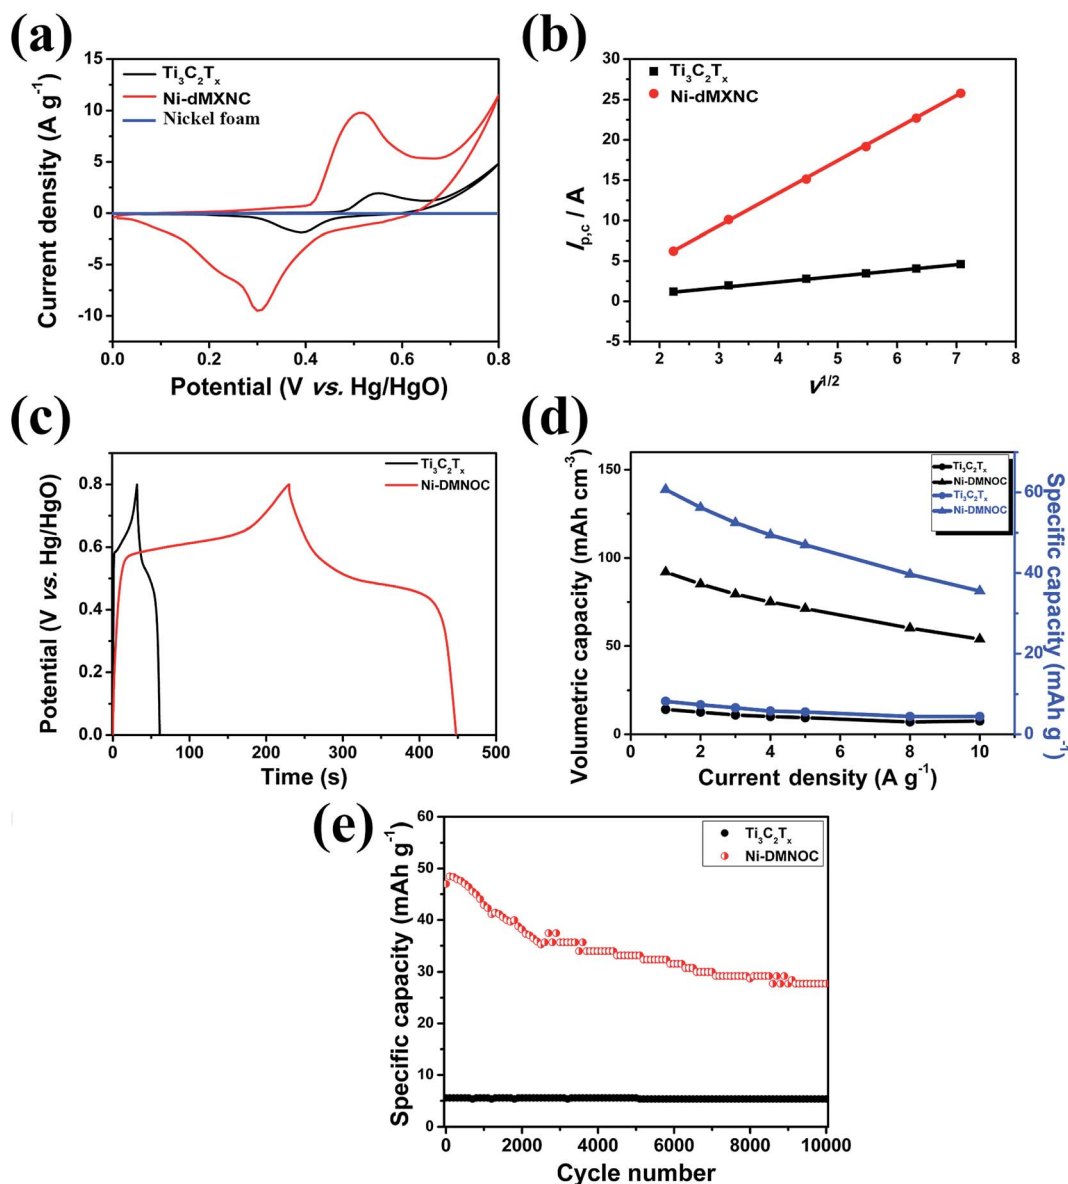 (a)
15
10
5
0
-5
-10
Current density (A g⁻¹)
Ti₃C₂Tₓ
Ni-dMXNC
Nickel foam
0.0 0.2 0.4 0.6 0.8
Potential (V vs. Hg/HgO)
(b)
30
25
20
15
10
5
0
-5
I p,c / A
Ti₃C₂Tₓ
Ni-dMXNC
2 3 4 5 6 7 8
v^1/2
(c)
0.8
0.6
0.4
0.2
0.0
Potential (V vs. Hg/HgO)
Ti₃C₂Tₓ
Ni-DMNOC
0 100 200 300 400 500
Time (s)
(d)
150
100
50
0
Volumetric capacity (mAh cm⁻³)
Ti₃C₂Tₓ
Ni-DMNOC
Ti₃C₂Tₓ
Ni-DMNOC
60
40
20
0
Specific capacity (mAh g⁻¹)
0 2 4 6 8 10
Current density (A g⁻¹)
(e)
60
50
40
30
20
10
0
Specific capacity (mAh g⁻¹)
Ti₃C₂Tₓ
Ni-DMNOC
0 2000 4000 6000 8000 10000
Cycle number